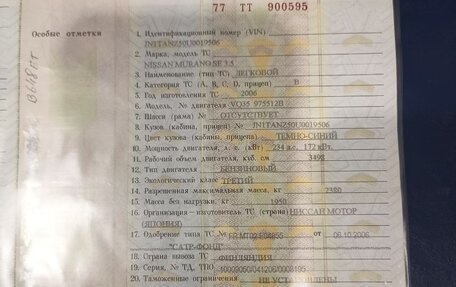 77 ТТ 900595
Особые отметки
1. Идентификационный номер (VIN)
JN1TANZ50U0019506
2. Марка, модель ТС
NISSAN MURANO SE 3.5
3. Наименование (тип ТС) ЛЕГКОВОЙ
4. Категория ТС (A, B, C, D, прицеп) B
5. Год изготовления ТС 2006
6. Модель, № двигателя VQ35 975512B
7. Шасси (рама) № ОТСУТСТВУЕТ
8. Кузов (кабина, прицеп) № JN1TANZ50U0019506
9. Цвет кузова (кабины, прицепа) ТЕМНО-СИНИЙ
10. Мощность двигателя, л. с. (кВт) 234 л.с. 172 кВт.
11. Рабочий объем двигателя, куб. см 3498
12. Тип двигателя БЕНЗИНОВЫЙ
13. Экологический класс ТРЕТИЙ
14. Разрешенная максимальная масса, кг 2380
15. Масса без нагрузки, кг 1950
16. Организация - изготовитель ТС (страна) НИССАН МОТОР
(ЯПОНИЯ)
17. Одобрение типа ТС № от 06.10.2006
"САТР-ФОНД"
18. Страна вывоза ТС ФИНЛЯНДИЯ
19. Серия, № ТД, ТПО 10009050/041206/0008195
20. Таможенные ограничения НЕ УСТАНОВЛЕНЫ